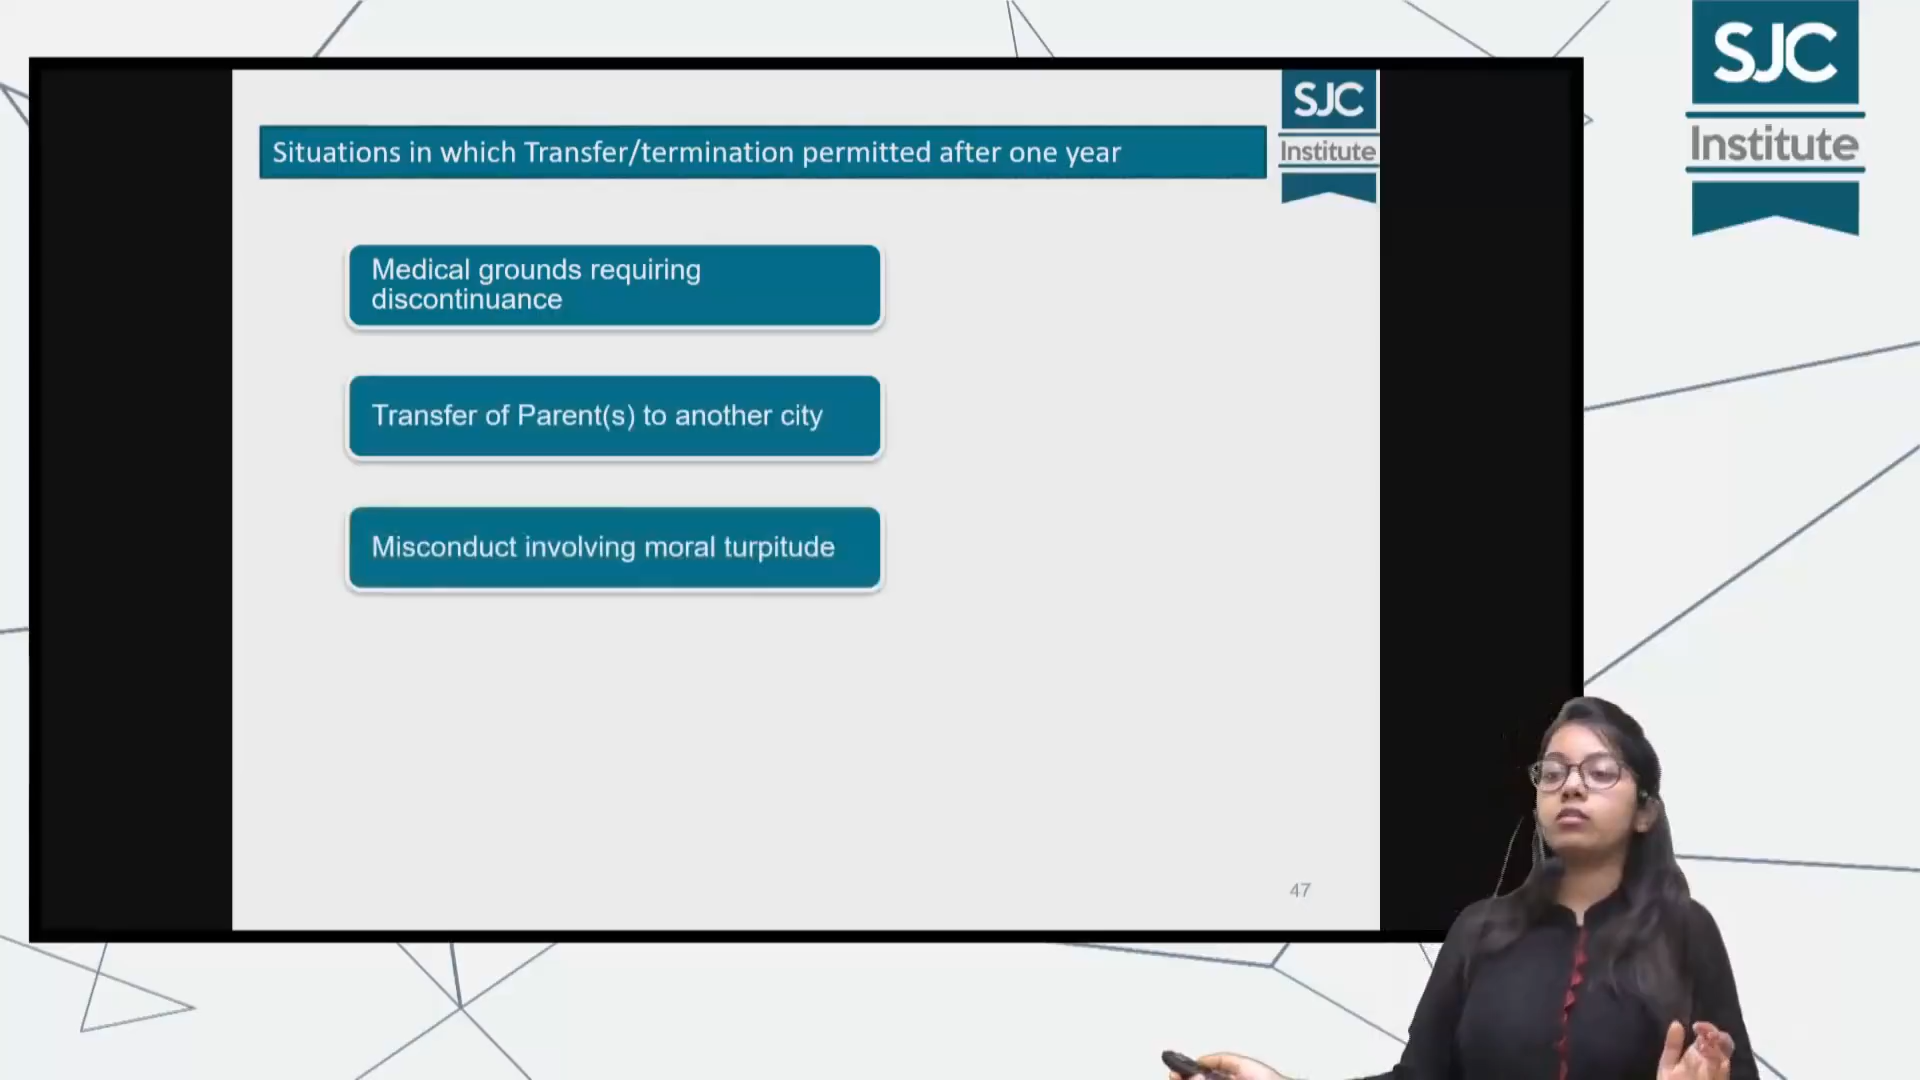 SJC
Institute
SJC
Institute
Situations in which Transfer/termination permitted after one year
Medical grounds requiring
discontinuance
Transfer of Parent(s) to another city
Misconduct involving moral turpitude
47